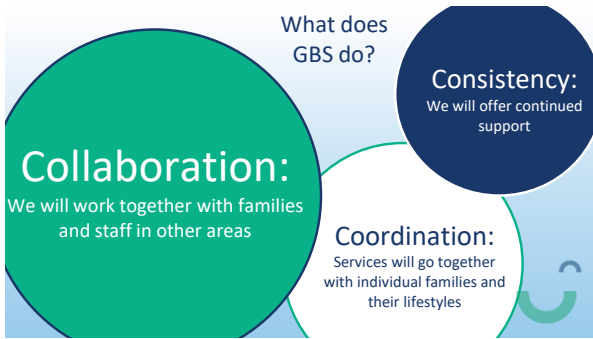 What does
GBS do?
Consistency:
We will offer continued
support
Collaboration:
We will work together with families
and staff in other areas
Coordination:
Services will go together
with individual families and
their lifestyles